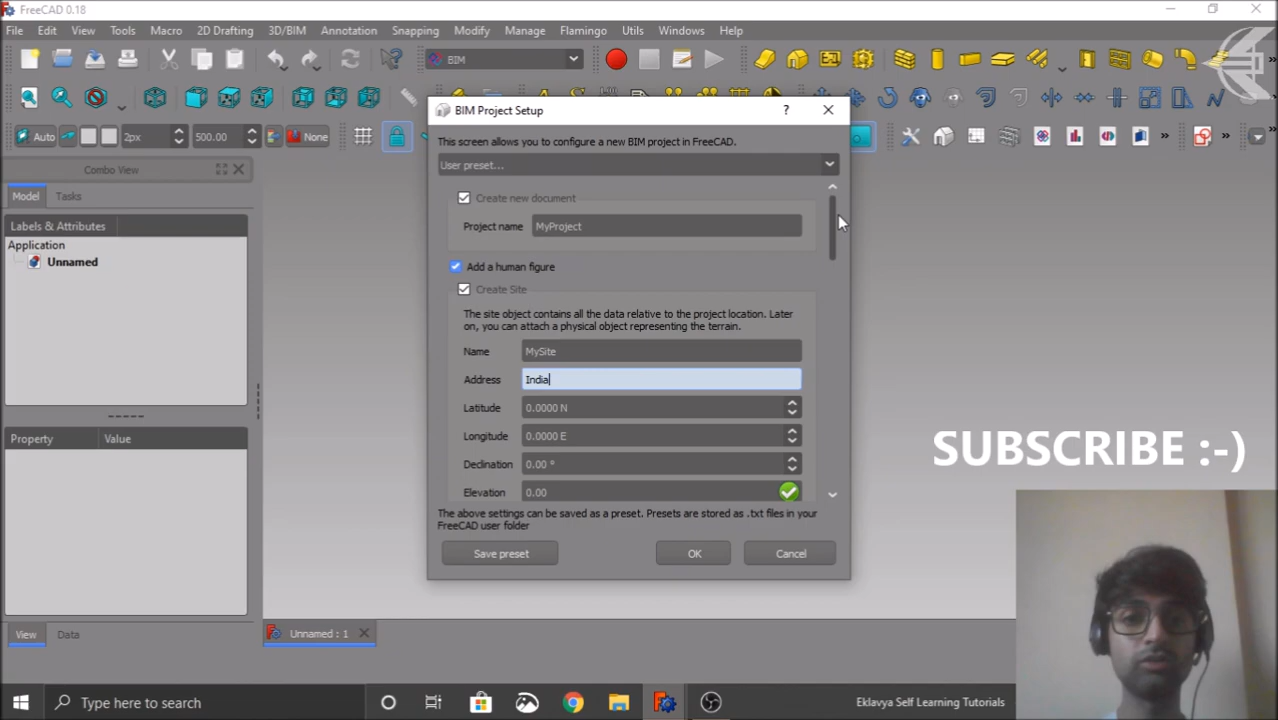 FreeCAD 0.18
File Edit View Tools Macro 2D Drafting 3D/BIM Annotation Snapping Modify Manage Flamingo Utils Windows Help
BIM
Auto 2px 500.00 None
Combo View
Model Tasks
Labels & Attributes
Application
Unnamed
Property Value
View Data
BIM Project Setup ?
This screen allows you to configure a new BIM project in FreeCAD.
User preset...
Create new document
Project name MyProject
Add a human figure
Create Site
The site object contains all the data relative to the project location. Later
on, you can attach a physical object representing the terrain.
Name MySite
Address India
Latitude 0.0000 N
Longitude 0.0000 E
Declination 0.00 °
Elevation 0.00
The above settings can be saved as a preset. Presets are stored as .txt files in your
FreeCAD user folder
Save preset OK Cancel
SUBSCRIBE :-)
Unnamed : 1
Type here to search
Eklavya Self Learning Tutorials